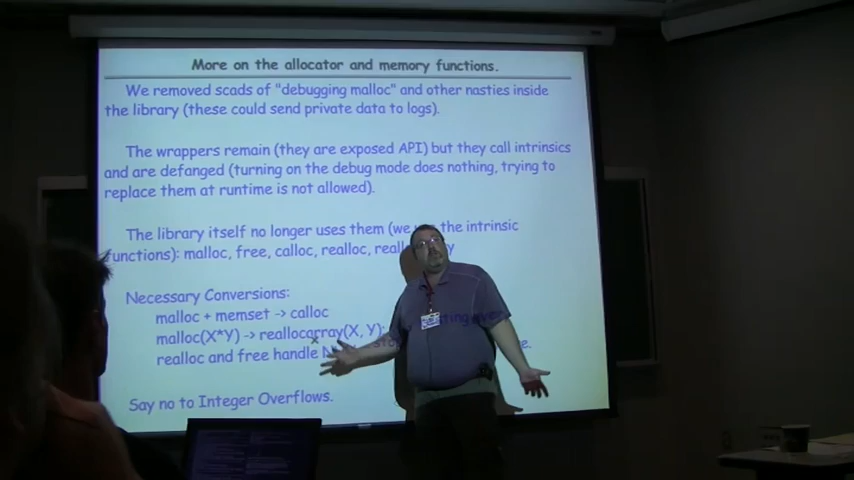 More on the allocator and memory functions.
We removed scads of "debugging malloc" and other nasties inside
the library (these could send private data to logs).
The wrappers remain (they are exposed API) but they call intrinsics
and are defanged (turning on the debug mode does nothing, trying to
replace them at runtime is not allowed).
The library itself no longer uses them (we the intrinsic
functions): malloc, free, calloc, realloc,
Necessary Conversions:
malloc + memset -> calloc
malloc(X*Y) -> reallocarray(X, Y);
realloc and free handle
Say no to Integer Overflows.